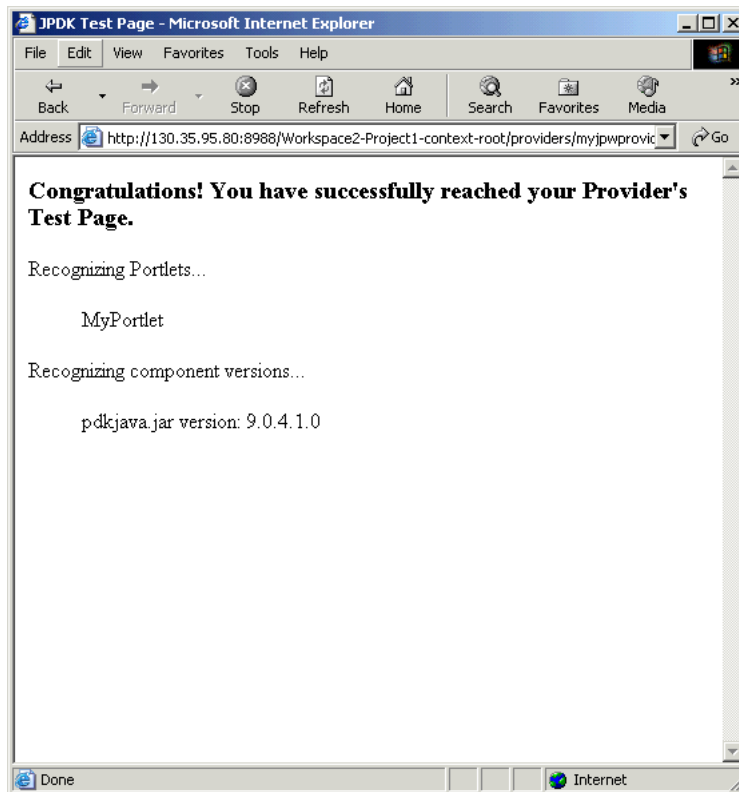 JPDK Test Page - Microsoft Internet Explorer
File Edit View Favorites Tools Help
Back Forward Stop Refresh Home Search Favorites Media »
Address http://130.35.95.80:8988/Workspace2-Project1-context-root/providers/myjpwprovic Go
Congratulations! You have successfully reached your Provider's
Test Page.
Recognizing Portlets...
MyPortlet
Recognizing component versions...
pdkjava.jar version: 9.0.4.1.0
Done Internet